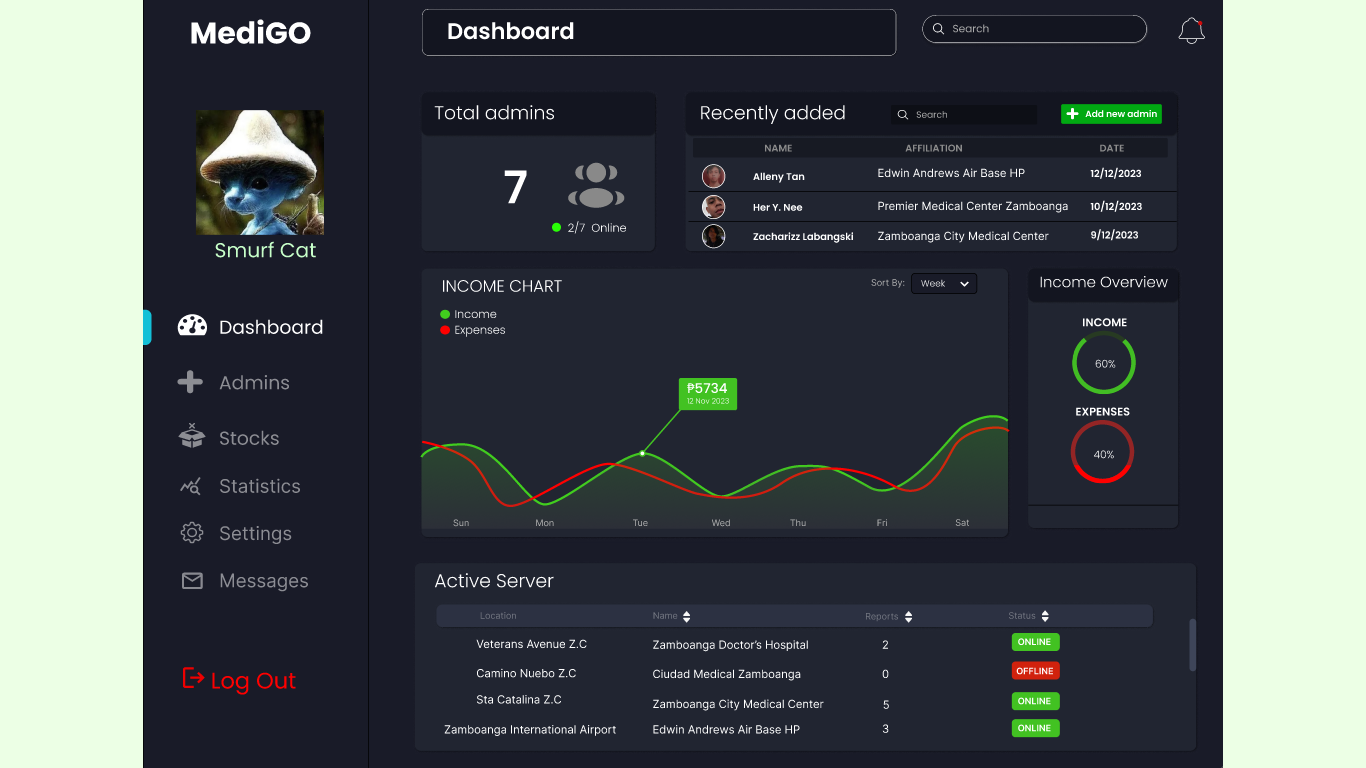 MediGO
Dashboard
Search
Smurf Cat
Dashboard
Admins
Stocks
Statistics
Settings
Messages
Log Out
Total admins
7
2/7 Online
Recently added
Search
Add new admin
NAME AFFILIATION DATE
Alleny Tan Edwin Andrews Air Base HP 12/12/2023
Her Y. Nee Premier Medical Center Zamboanga 10/12/2023
Zacharizz Labangski Zamboanga City Medical Center 9/12/2023
INCOME CHART
Sort By: Week
Income
Expenses
₱5734
12 Nov 2023
Sun Mon Tue Wed Thu Fri Sat
Income Overview
INCOME
60%
EXPENSES
40%
Active Server
Location Name Reports Status
Veterans Avenue Z.C Zamboanga Doctor's Hospital 2 ONLINE
Camino Nuebo Z.C Ciudad Medical Zamboanga 0 OFFLINE
Sta Catalina Z.C Zamboanga City Medical Center 5 ONLINE
Zamboanga International Airport Edwin Andrews Air Base HP 3 ONLINE